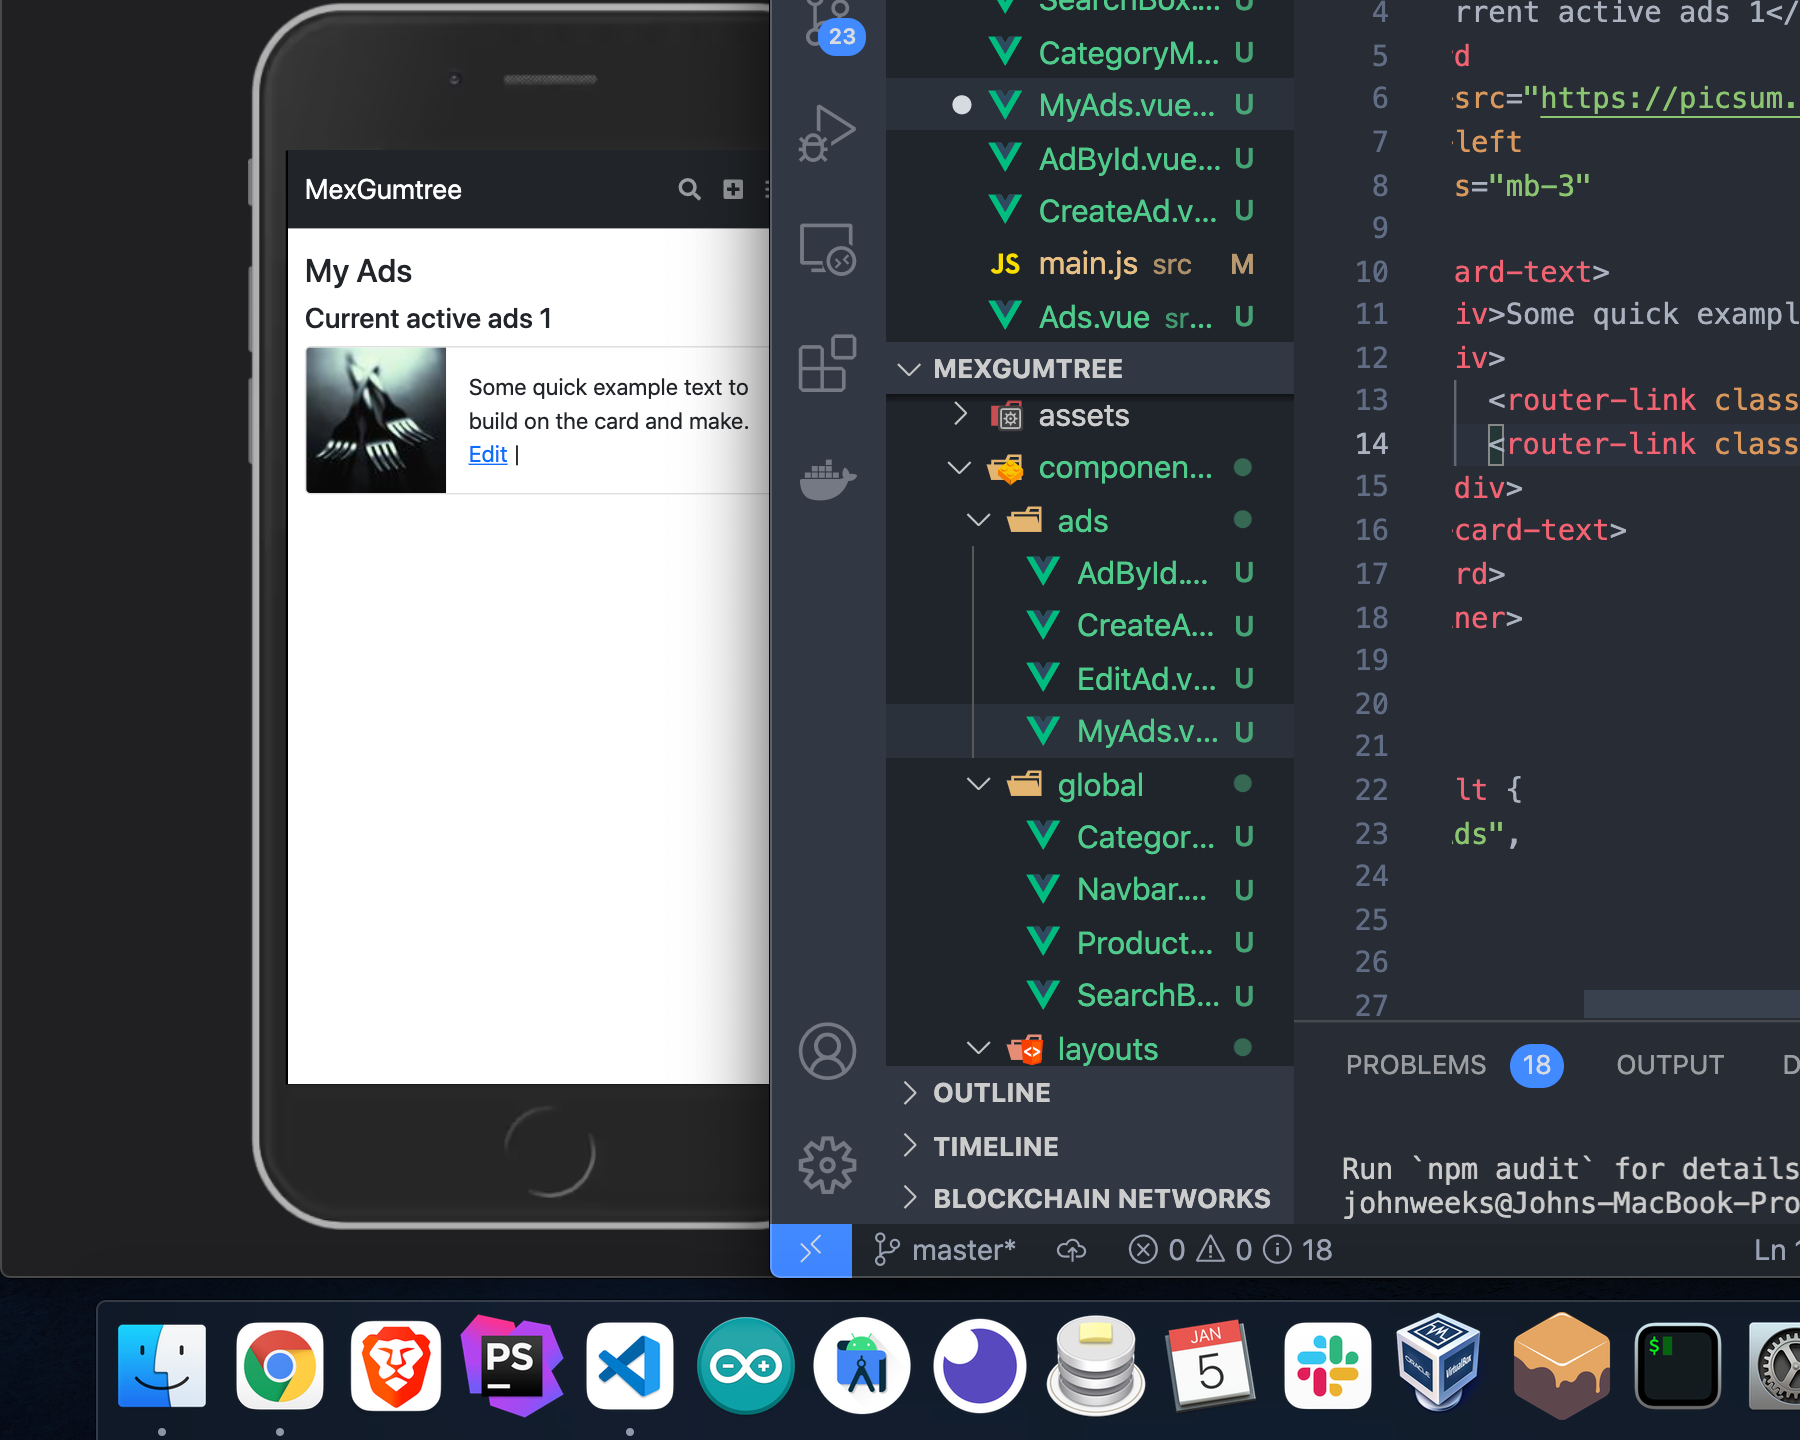 MexGumtree
My Ads
Current active ads 1
Some quick example text to
build on the card and make.
Edit |
23
SearchBox.... U
CategoryM... U
MyAds.vue... U
AdById.vue... U
CreateAd.v... U
JS main.js src M
Ads.vue sr... U
MEXGUMTREE
assets
componen...
ads
AdById.... U
CreateA... U
EditAd.v... U
MyAds.v... U
global
Categor... U
Navbar.... U
Product... U
SearchB... U
layouts
OUTLINE
TIMELINE
BLOCKCHAIN NETWORKS
4 rrent active ads 1</
5 d
6 src="https://picsum.
7 left
8 s="mb-3"
9
10 ard-text>
11 iv>Some quick exampl
12 iv>
13 <router-link class
14 <router-link class
15 div>
16 card-text>
17 rd>
18 ner>
19
20
21
22 lt {
23 ds",
24
25
26
27
PROBLEMS 18 OUTPUT D
Run `npm audit` for details
johnweeks@Johns-MacBook-Pro
master* 0 0 18 Ln 1
PS
JAN
5
ORACLE
VirtualBox
$